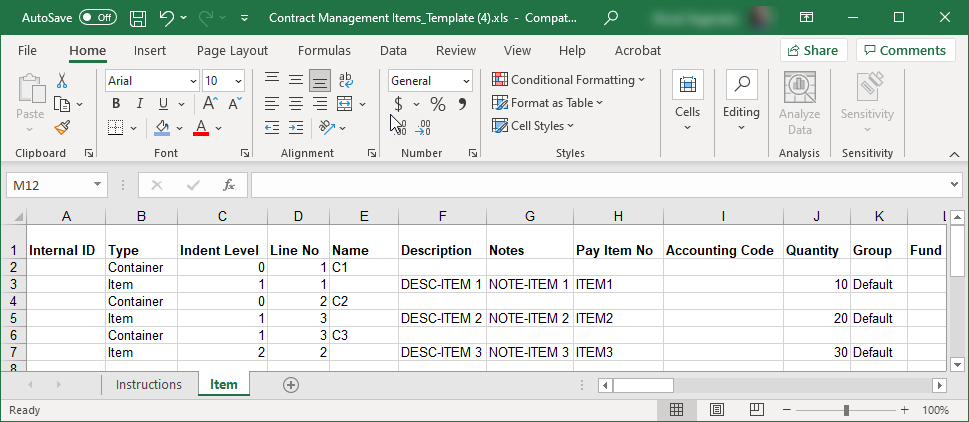 AutoSave Off Contract Management Items_Template (4).xls - Compat...
File Home Insert Page Layout Formulas Data Review View Help Acrobat Share Comments
Arial 10 ab General Conditional Formatting
Paste B I U A A $ % Format as Table Cells Editing Analyze Data Sensitivity
A Cell Styles
Clipboard Font Alignment Number Styles Analysis Sensitivity
M12 fx
A B C D E F G H I J K L
1 Internal ID Type Indent Level Line No Name Description Notes Pay Item No Accounting Code Quantity Group Fund
2 Container 0 1 C1
3 Item 1 1 DESC-ITEM 1 NOTE-ITEM 1 ITEM1 10 Default
4 Container 0 2 C2
5 Item 1 3 DESC-ITEM 2 NOTE-ITEM 2 ITEM2 20 Default
6 Container 1 3 C3
7 Item 2 2 DESC-ITEM 3 NOTE-ITEM 3 ITEM3 30 Default
8
Instructions Item
Ready 100%